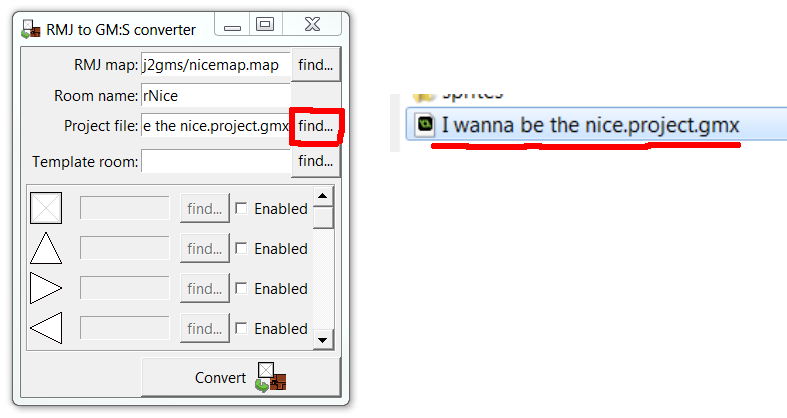 RMJ to GM:S converter
RMJ map: j2gms/nicemap.map find...
Room name: rNice
Project file: e the nice.project.gmx find...
Template room: find...
find... Enabled
find... Enabled
find... Enabled
find... Enabled
Convert
sprites
I wanna be the nice.project.gmx